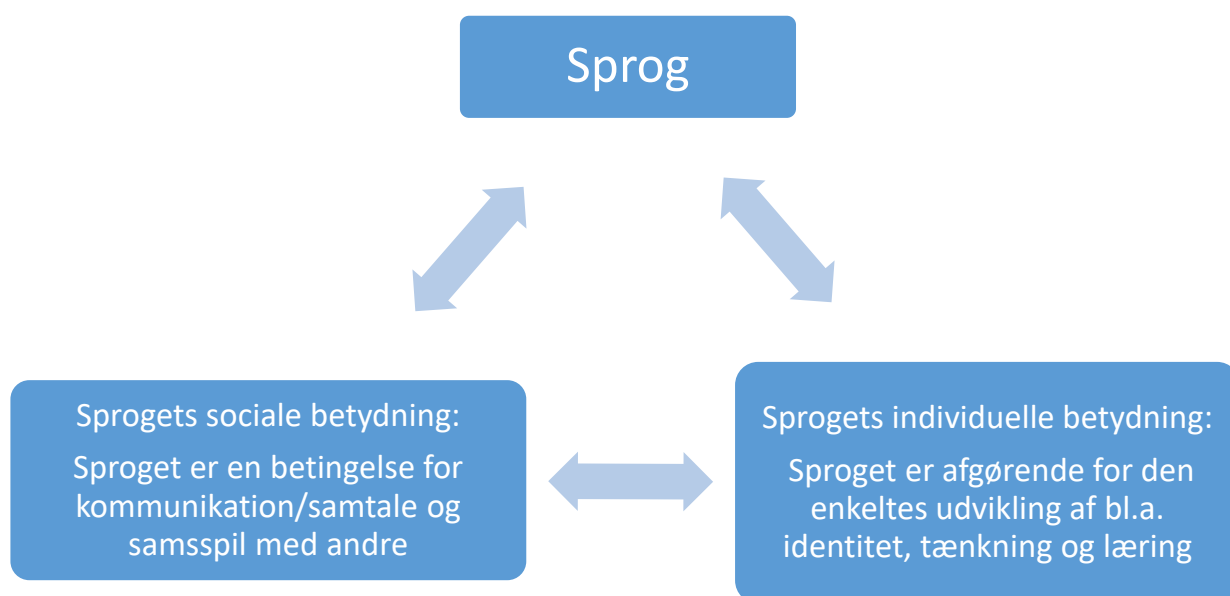 Sprog
Sprogets sociale betydning:
Sproget er en betingelse for
kommunikation/samtale og
samsspil med andre
Sprogets individuelle betydning:
Sproget er afgørende for den
enkeltes udvikling af bl.a.
identitet, tænkning og læring